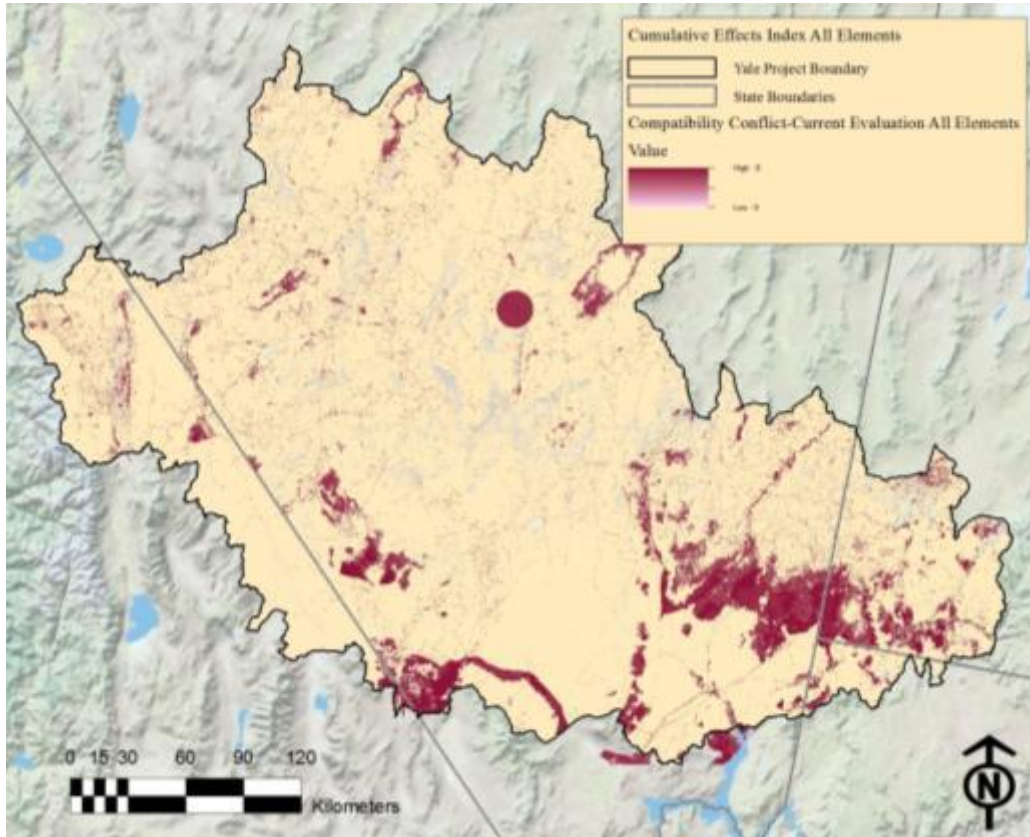 Cumulative Effects Index All Elements
Yale Project Boundary
State Boundaries
Compatibility Conflict-Current Evaluation All Elements
Value
0 15 30 60 90 120
Kilometers
N